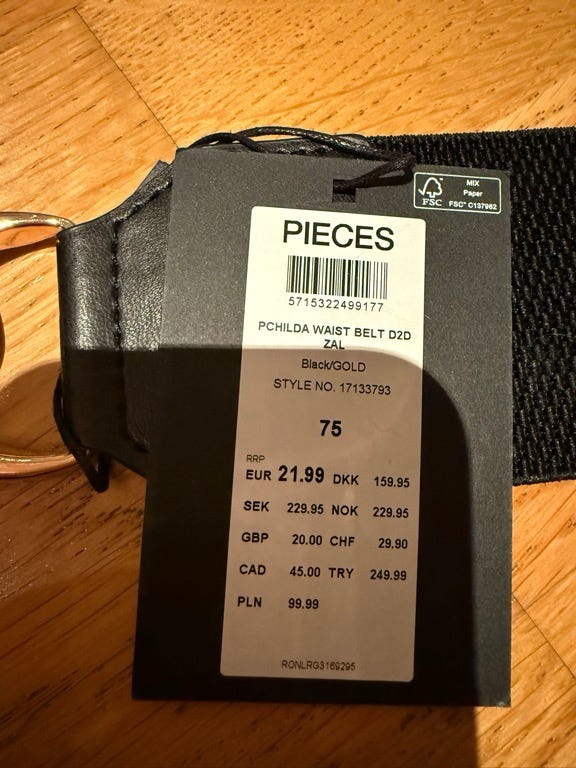 MIX
Paper
FSC
FSC™ C137962
PIECES
5715322499177
PCHILDA WAIST BELT D2D
ZAL
Black/GOLD
STYLE NO. 17133793
75
RRP
EUR 21.99 DKK 159.95
SEK 229.95 NOK 229.95
GBP 20.00 CHF 29,90
CAD 45.00 TRY 249.99
PLN 99.99
RONLRG3169295